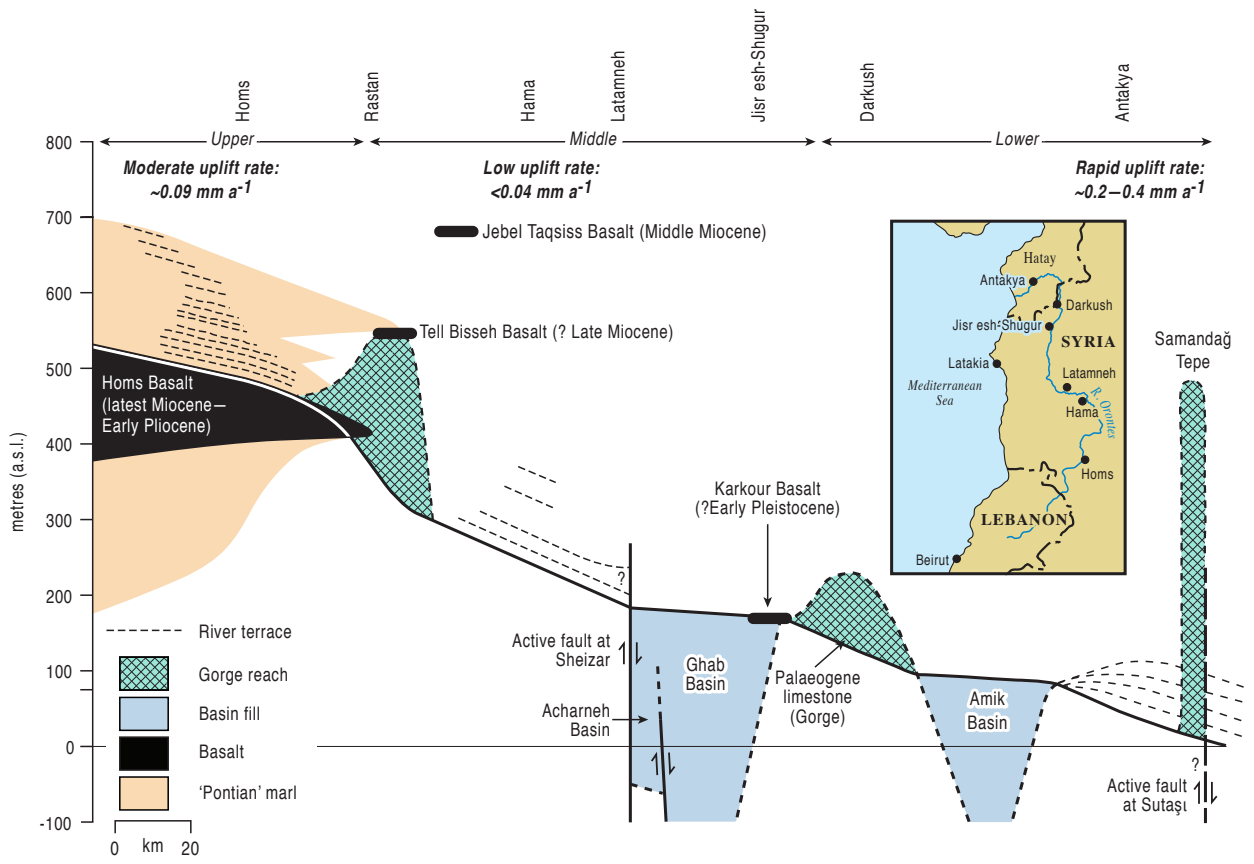 Homs
Rastan
Hama
Latamneh
Jisr esh-Shugur
Darkush
Antakya
Upper
Middle
Lower
Moderate uplift rate:
~0.09 mm a-1
Low uplift rate:
<0.04 mm a-1
Rapid uplift rate:
~0.2–0.4 mm a-1
metres (a.s.l.)
800
700
600
500
400
300
200
100
0
-100
Jebel Taqsiss Basalt (Middle Miocene)
Tell Bisseh Basalt (? Late Miocene)
Homs Basalt
(latest Miocene—
Early Pliocene)
Karkour Basalt
(?Early Pleistocene)
Samandağ
Tepe
Hatay
Antakya
Darkush
Jisr esh-Shugur
SYRIA
Latakia
Latamneh
Mediterranean
Sea
Hama
R. Orontes
Homs
LEBANON
Beirut
?
Active fault at
Sheizar
Acharneh
Basin
Ghab
Basin
Palaeogene
limestone
(Gorge)
Amik
Basin
?
Active fault
at Sutaşı
River terrace
Gorge reach
Basin fill
Basalt
'Pontian' marl
0 km 20